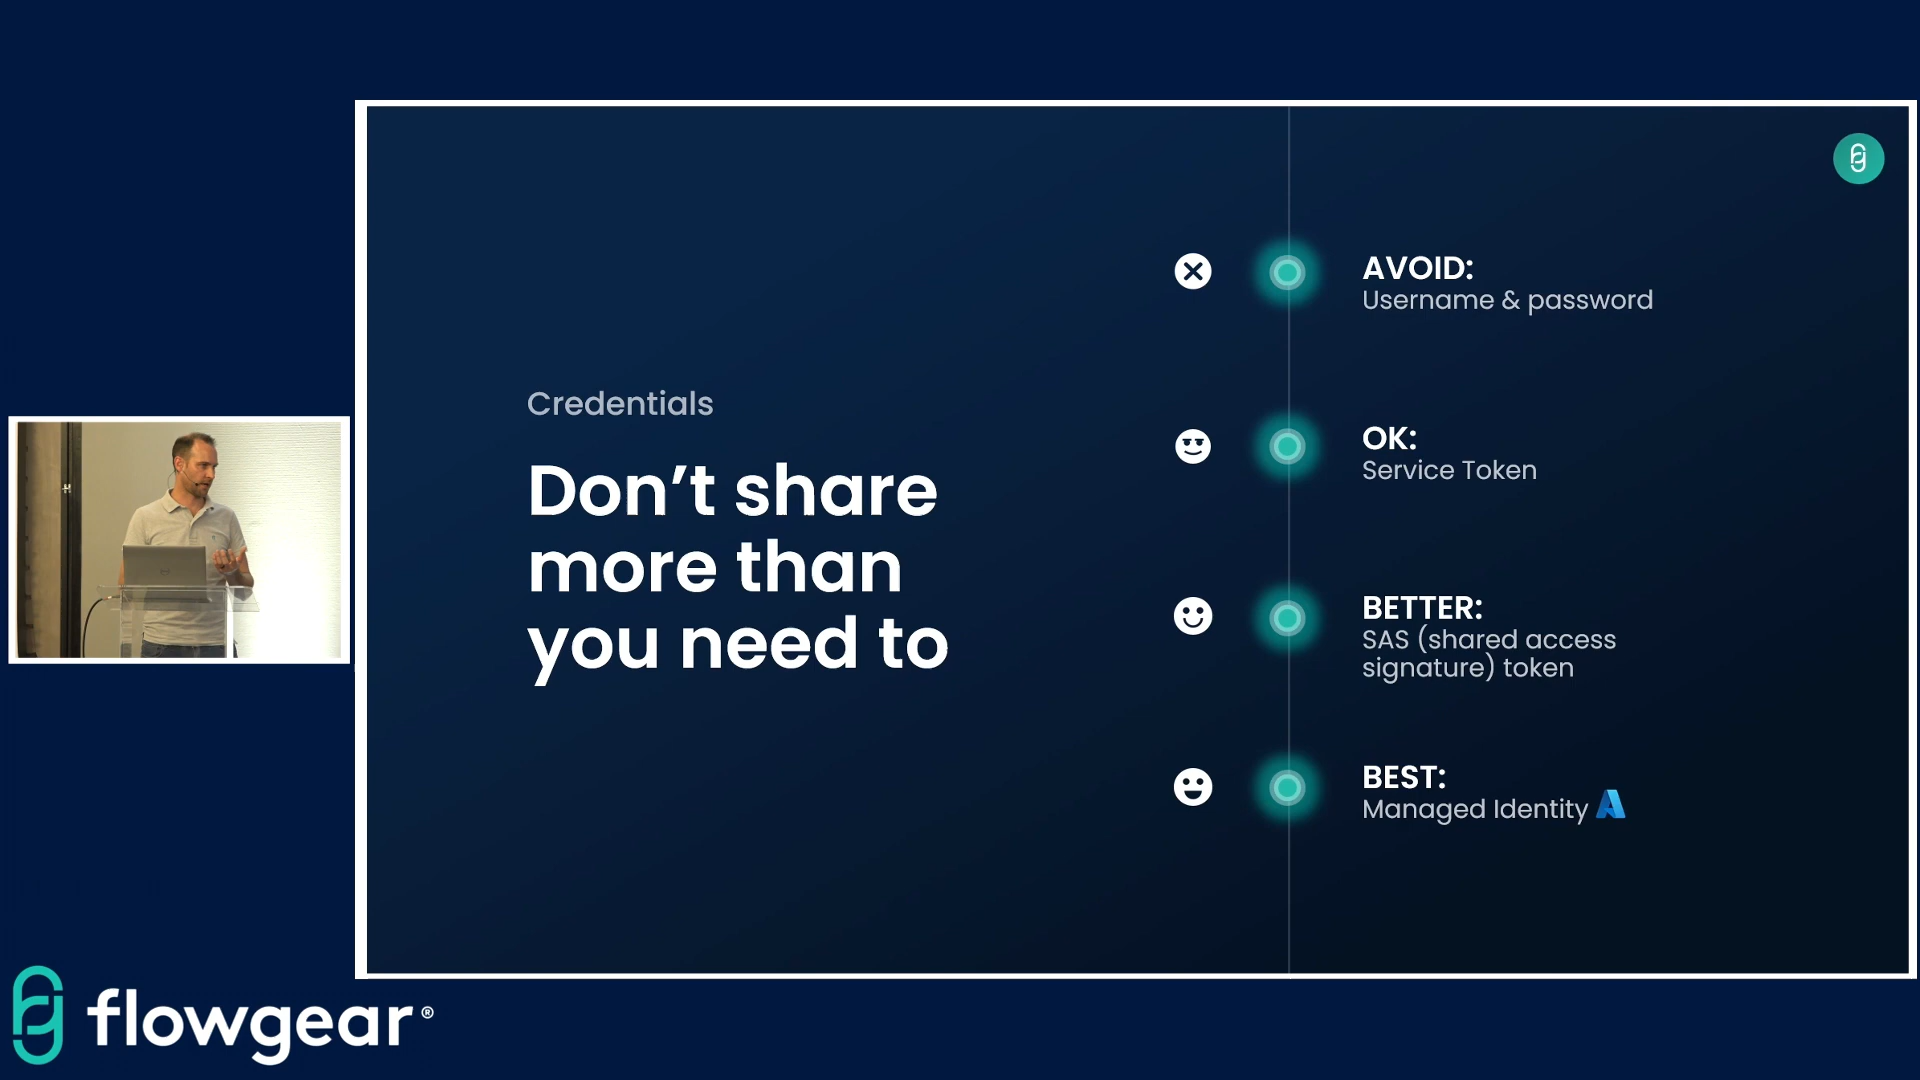 Credentials
Don't share
more than
you need to
AVOID:
Username & password
OK:
Service Token
BETTER:
SAS (shared access
signature) token
BEST:
Managed Identity
flowgear®